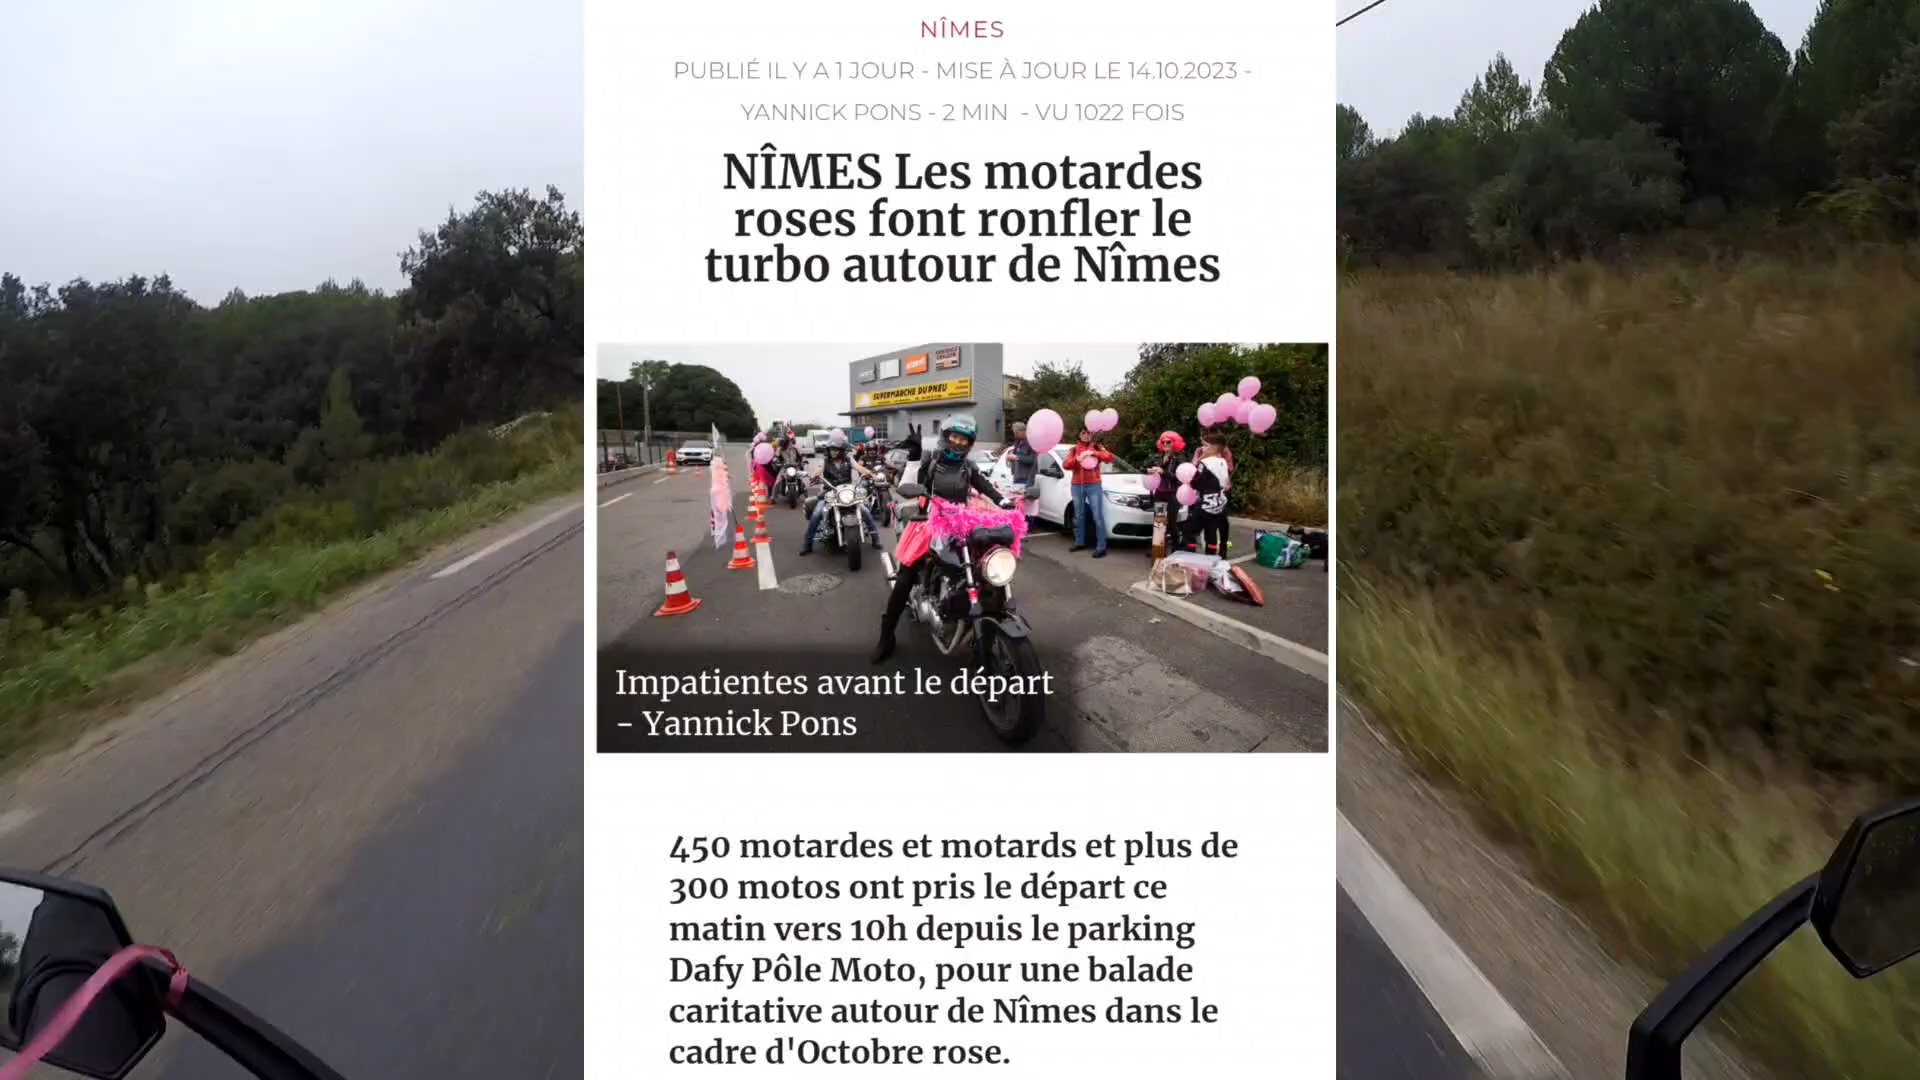 NÎMES
PUBLIÉ IL Y A 1 JOUR - MISE À JOUR LE 14.10.2023 -
YANNICK PONS - 2 MIN - VU 1022 FOIS
NÎMES Les motardes
roses font ronfler le
turbo autour de Nîmes
SUPERMARCHE DU PNEU
Impatientes avant le départ
- Yannick Pons
450 motardes et motards et plus de
300 motos ont pris le départ ce
matin vers 10h depuis le parking
Dafy Pôle Moto, pour une balade
caritative autour de Nîmes dans le
cadre d'Octobre rose.